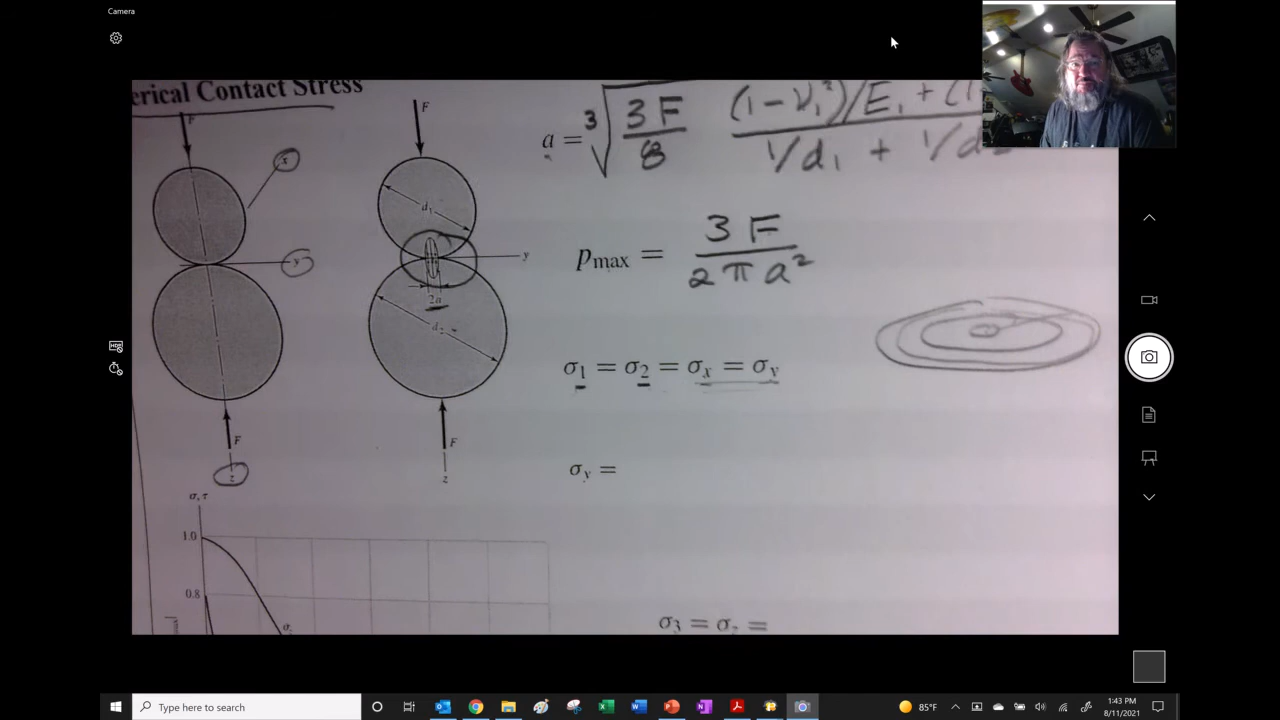 Camera
erical Contact Stress
F
F
a = ∛ 3F/8 (1-ν₁²)/E₁ + (1
1/d₁ + 1/d
x
d₁
p max = 3F / 2πa²
y
y
2a
d₂
σ₁ = σ₂ = σx = σy
F
F
z
z
σy =
σ, τ
1.0
0.8
σ
σ₃ = σz =
Type here to search
85°F
1:43 PM
8/11/2021